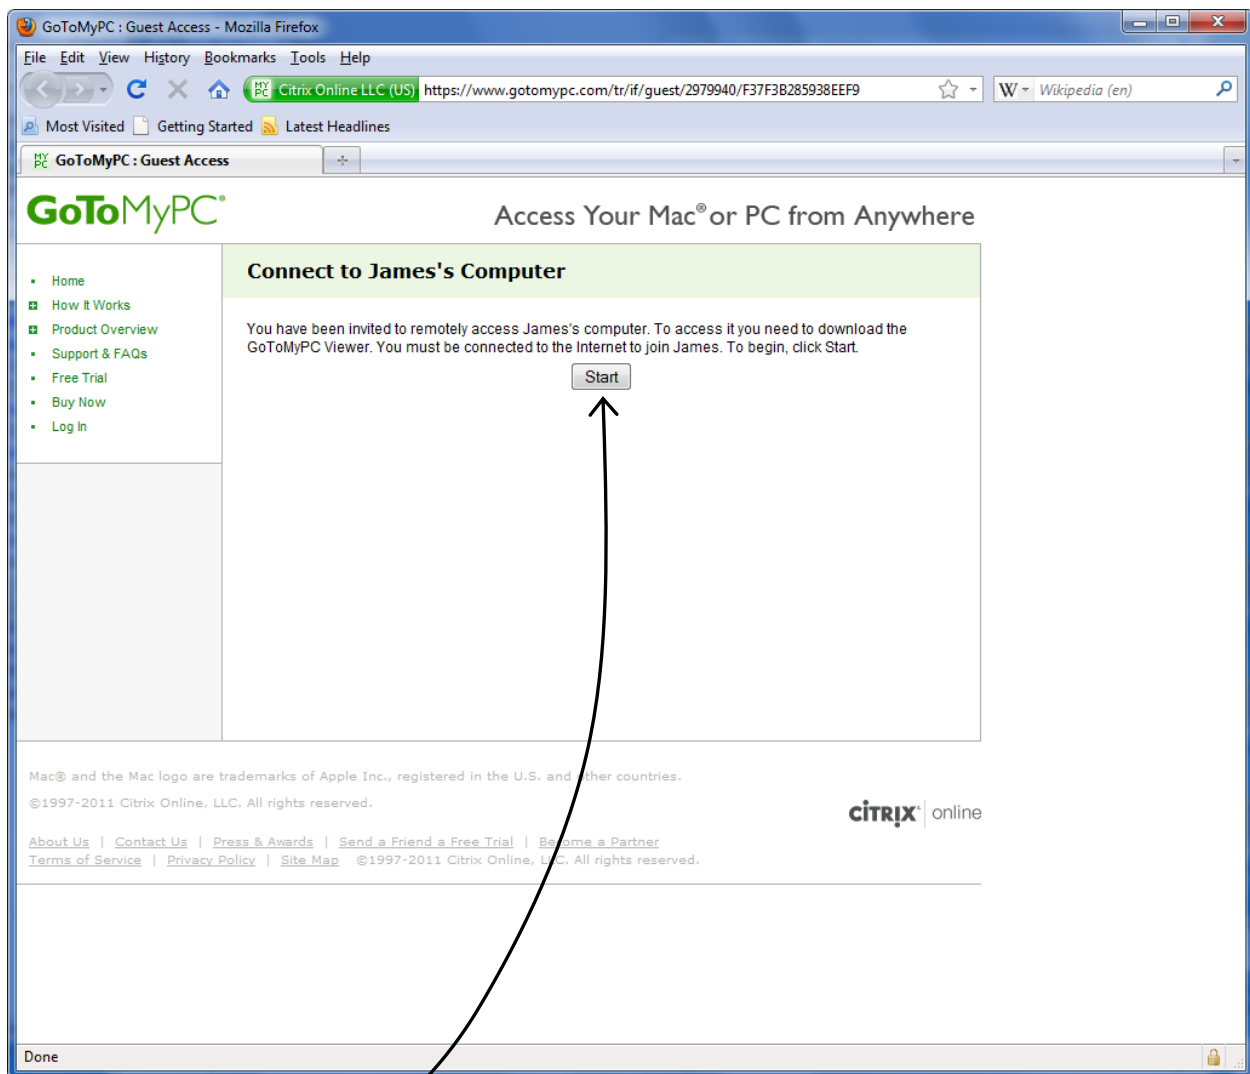 GoToMyPC : Guest Access - Mozilla Firefox
File Edit View History Bookmarks Tools Help
MY PC Citrix Online LLC (US) https://www.gotomypc.com/tr/if/guest/2979940/F37F3B285938EEF9 W Wikipedia (en)
Most Visited Getting Started Latest Headlines
MY PC GoToMyPC : Guest Access
GoToMyPC®
Access Your Mac® or PC from Anywhere
Home
How It Works
Product Overview
Support & FAQs
Free Trial
Buy Now
Log In
Connect to James's Computer
You have been invited to remotely access James's computer. To access it you need to download the
GoToMyPC Viewer. You must be connected to the Internet to join James. To begin, click Start.
Start
Mac® and the Mac logo are trademarks of Apple Inc., registered in the U.S. and other countries.
©1997-2011 Citrix Online, LLC. All rights reserved.
CITRIX® online
About Us | Contact Us | Press & Awards | Send a Friend a Free Trial | Become a Partner
Terms of Service | Privacy Policy | Site Map ©1997-2011 Citrix Online, LLC. All rights reserved.
Done